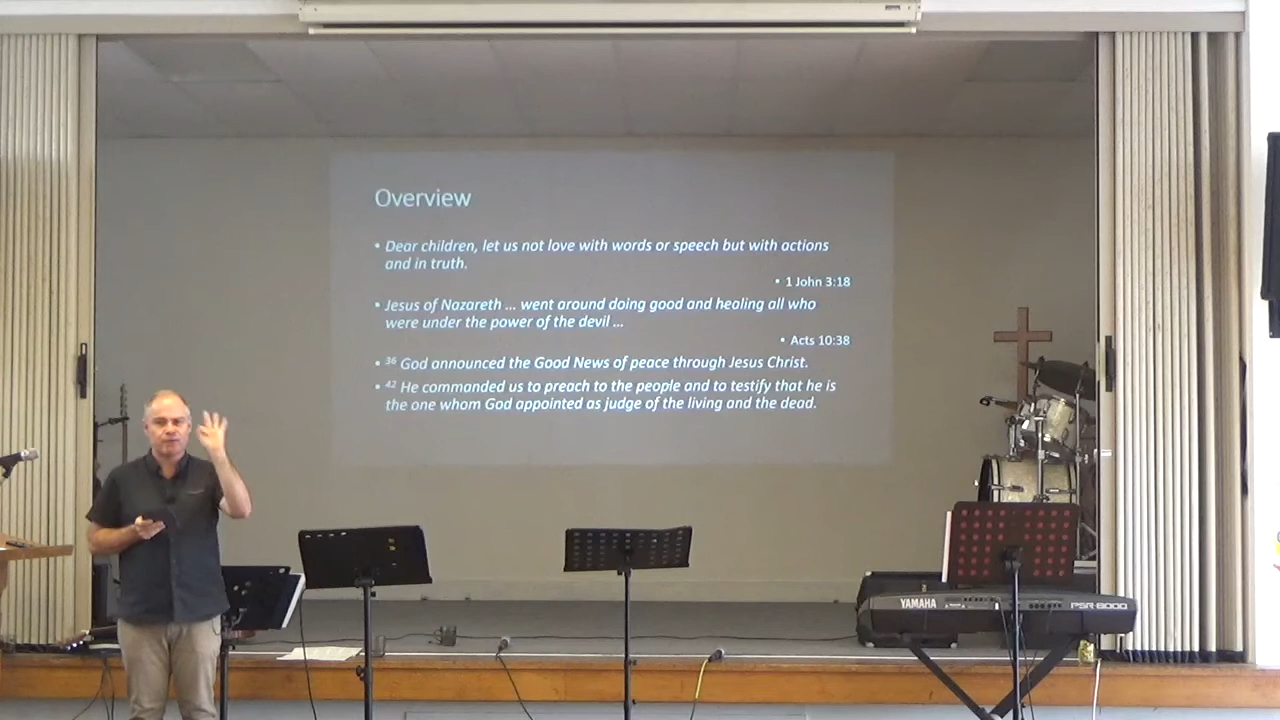 Overview
• Dear children, let us not love with words or speech but with actions
and in truth.
• 1 John 3:18
• Jesus of Nazareth ... went around doing good and healing all who
were under the power of the devil ...
• Acts 10:38
• 36 God announced the Good News of peace through Jesus Christ.
• 42 He commanded us to preach to the people and to testify that he is
the one whom God appointed as judge of the living and the dead.
YAMAHA
PSR-8000